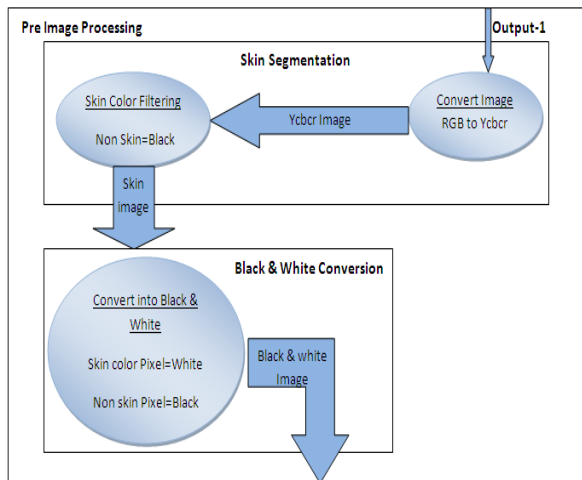 Pre Image Processing
Output-1
Skin Segmentation
Convert Image
RGB to Ycbcr
Ycbcr Image
Skin Color Filtering
Non Skin=Black
Skin
image
Black & White Conversion
Convert into Black &
White
Skin color Pixel=White
Non skin Pixel=Black
Black & white
Image